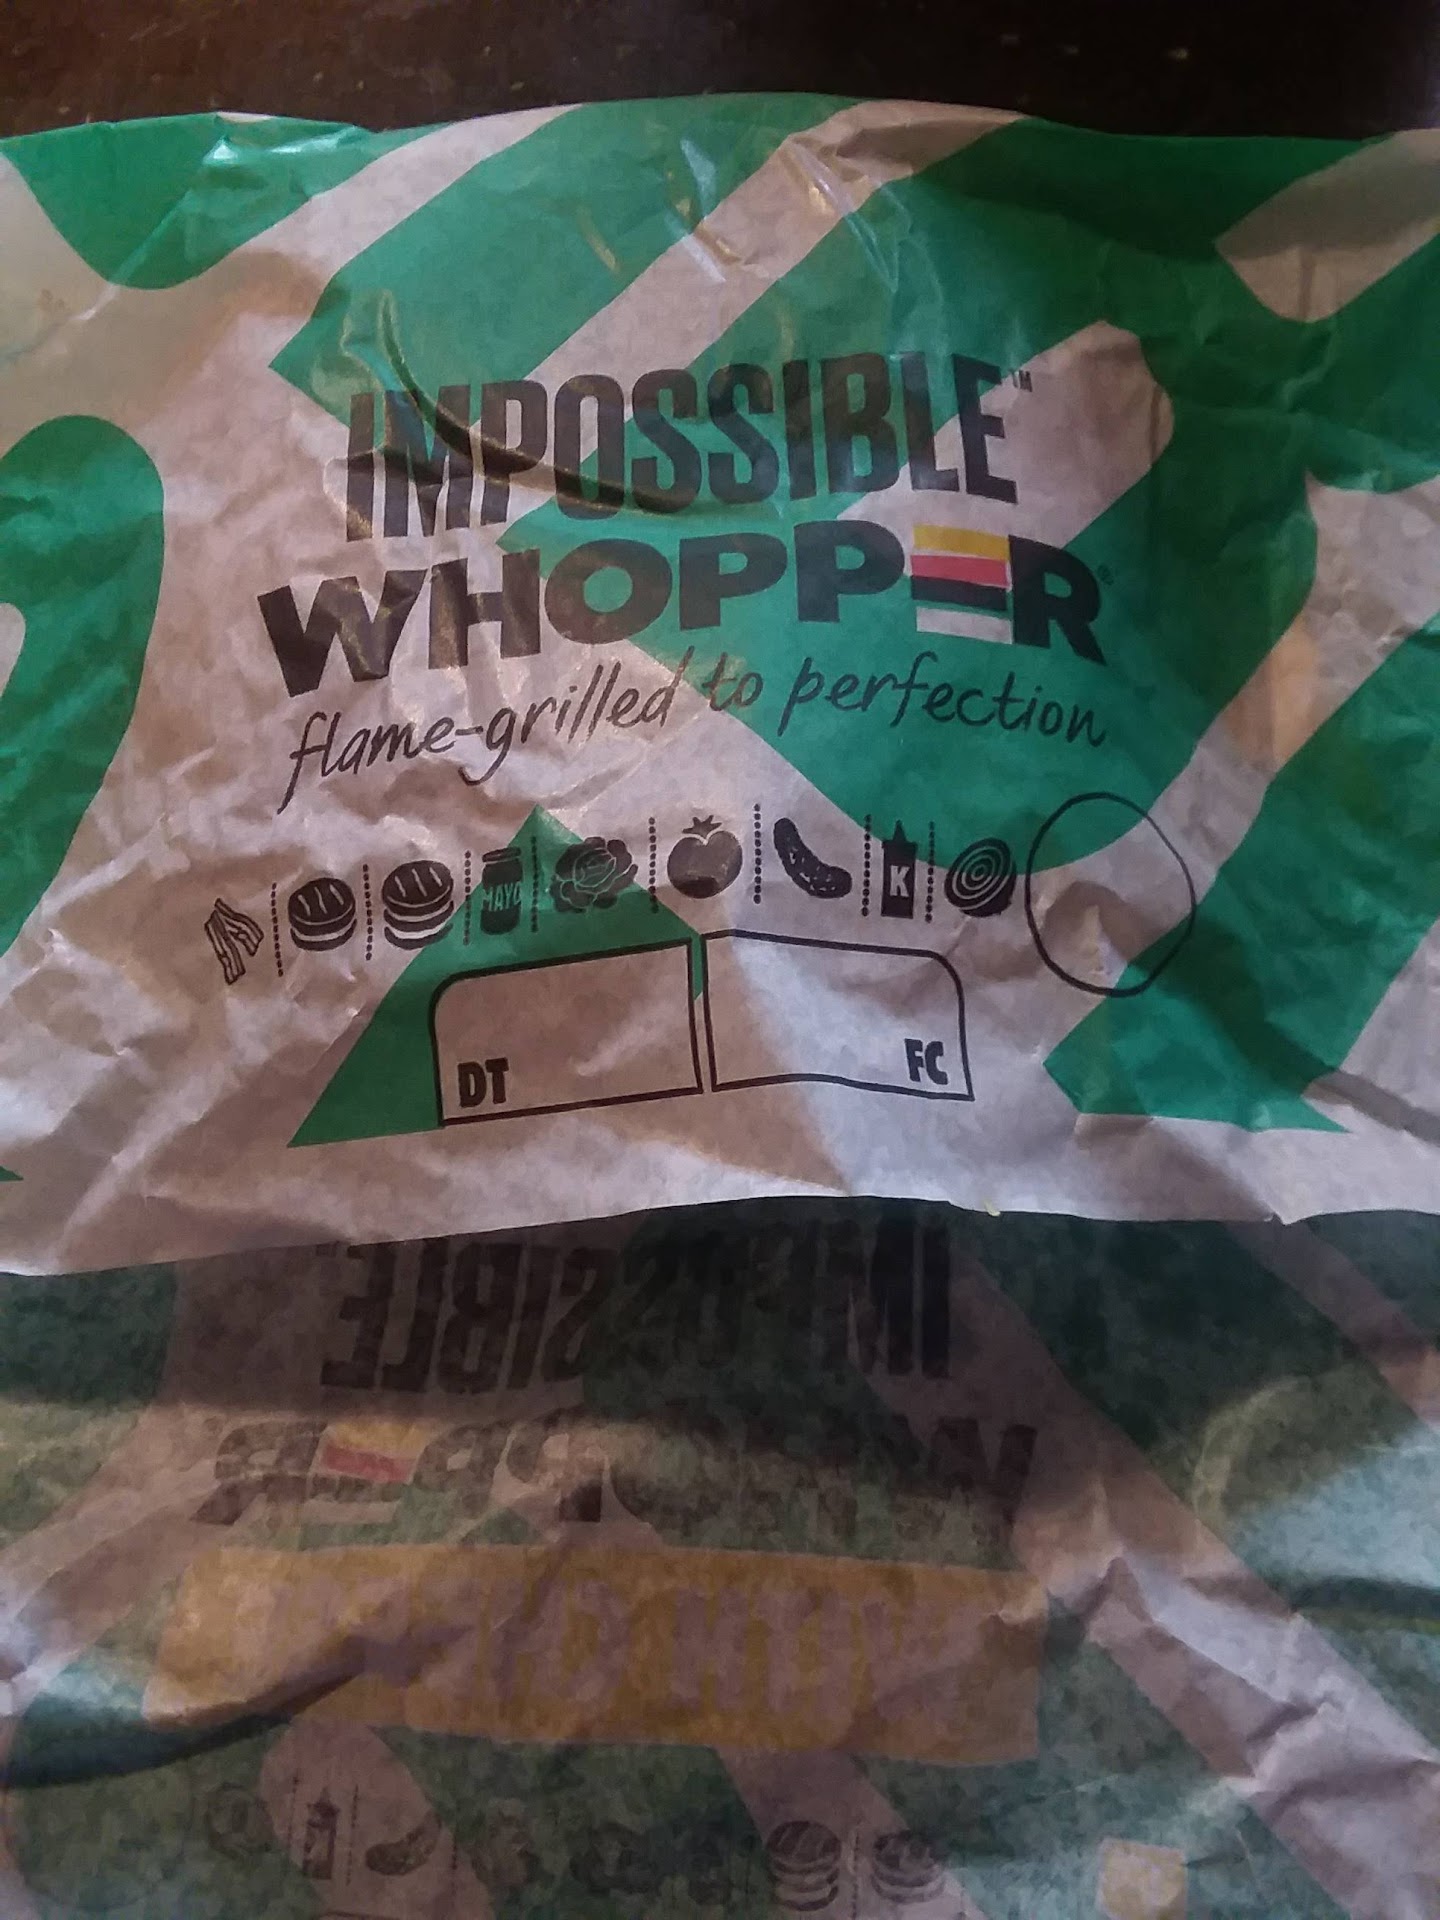 IMPOSSIBLE™
WHOPPER®
flame-grilled to perfection
MAYO K
DT FC
IMPOSSIBLE